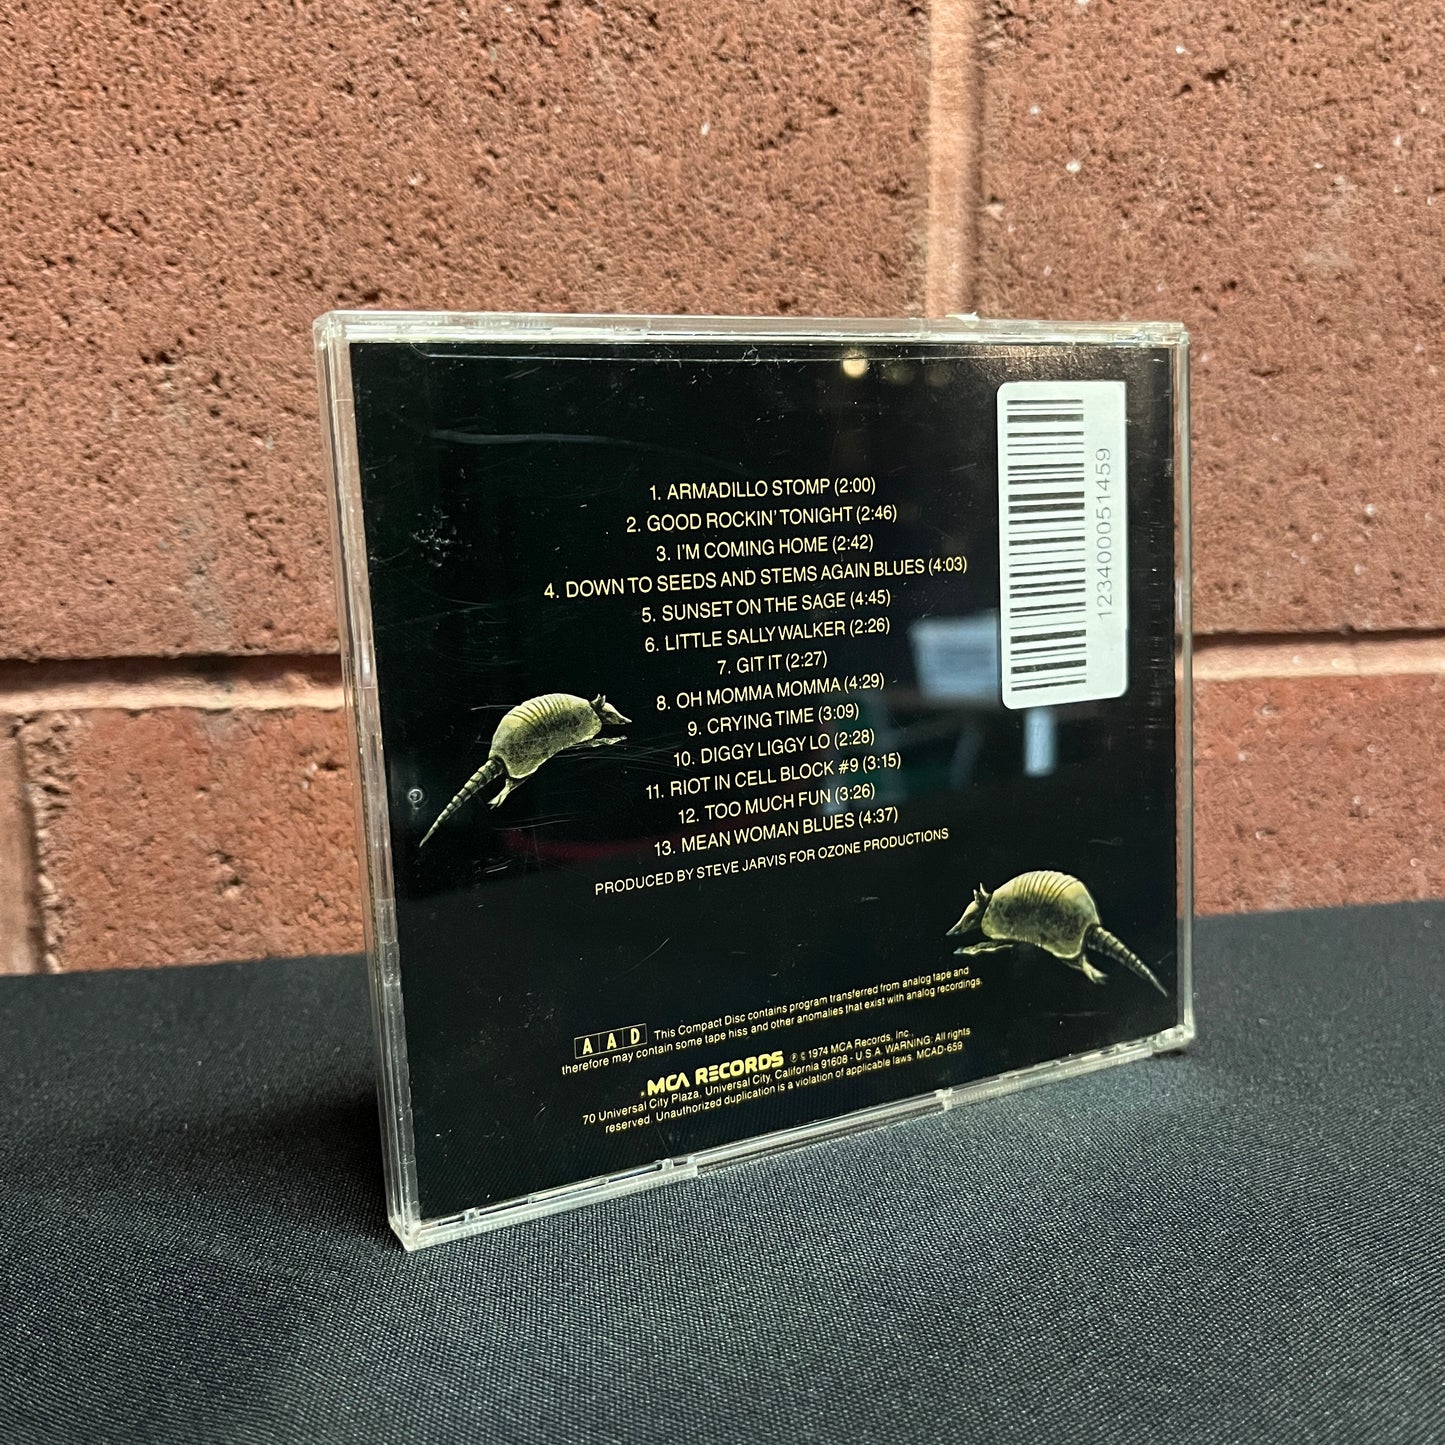 1. ARMADILLO STOMP (2:00)
2. GOOD ROCKIN' TONIGHT (2:46)
3. I'M COMING HOME (2:42)
4. DOWN TO SEEDS AND STEMS AGAIN BLUES (4:03)
5. SUNSET ON THE SAGE (4:45)
6. LITTLE SALLY WALKER (2:26)
7. GIT IT (2:27)
8. OH MOMMA MOMMA (4:29)
9. CRYING TIME (3:09)
10. DIGGY LIGGY LO (2:28)
11. RIOT IN CELL BLOCK #9 (3:15)
12. TOO MUCH FUN (3:26)
13. MEAN WOMAN BLUES (4:37)
PRODUCED BY STEVE JARVIS FOR OZONE PRODUCTIONS
123400051459
A A D This Compact Disc contains program transferred from analog tape and
therefore may contain some tape hiss and other anomalies that exist with analog recordings.
MCA RECORDS ℗ © 1974 MCA Records, Inc.,
70 Universal City Plaza, Universal City, California 91608 - U.S.A. WARNING: All rights
reserved. Unauthorized duplication is a violation of applicable laws. MCAD-659